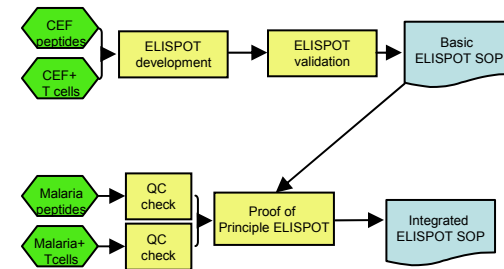 CEF
peptides
CEF+
T cells
ELISPOT
development
ELISPOT
validation
Basic
ELISPOT SOP
Malaria
peptides
QC
check
Malaria+
Tcells
QC
check
Proof of
Principle ELISPOT
Integrated
ELISPOT SOP